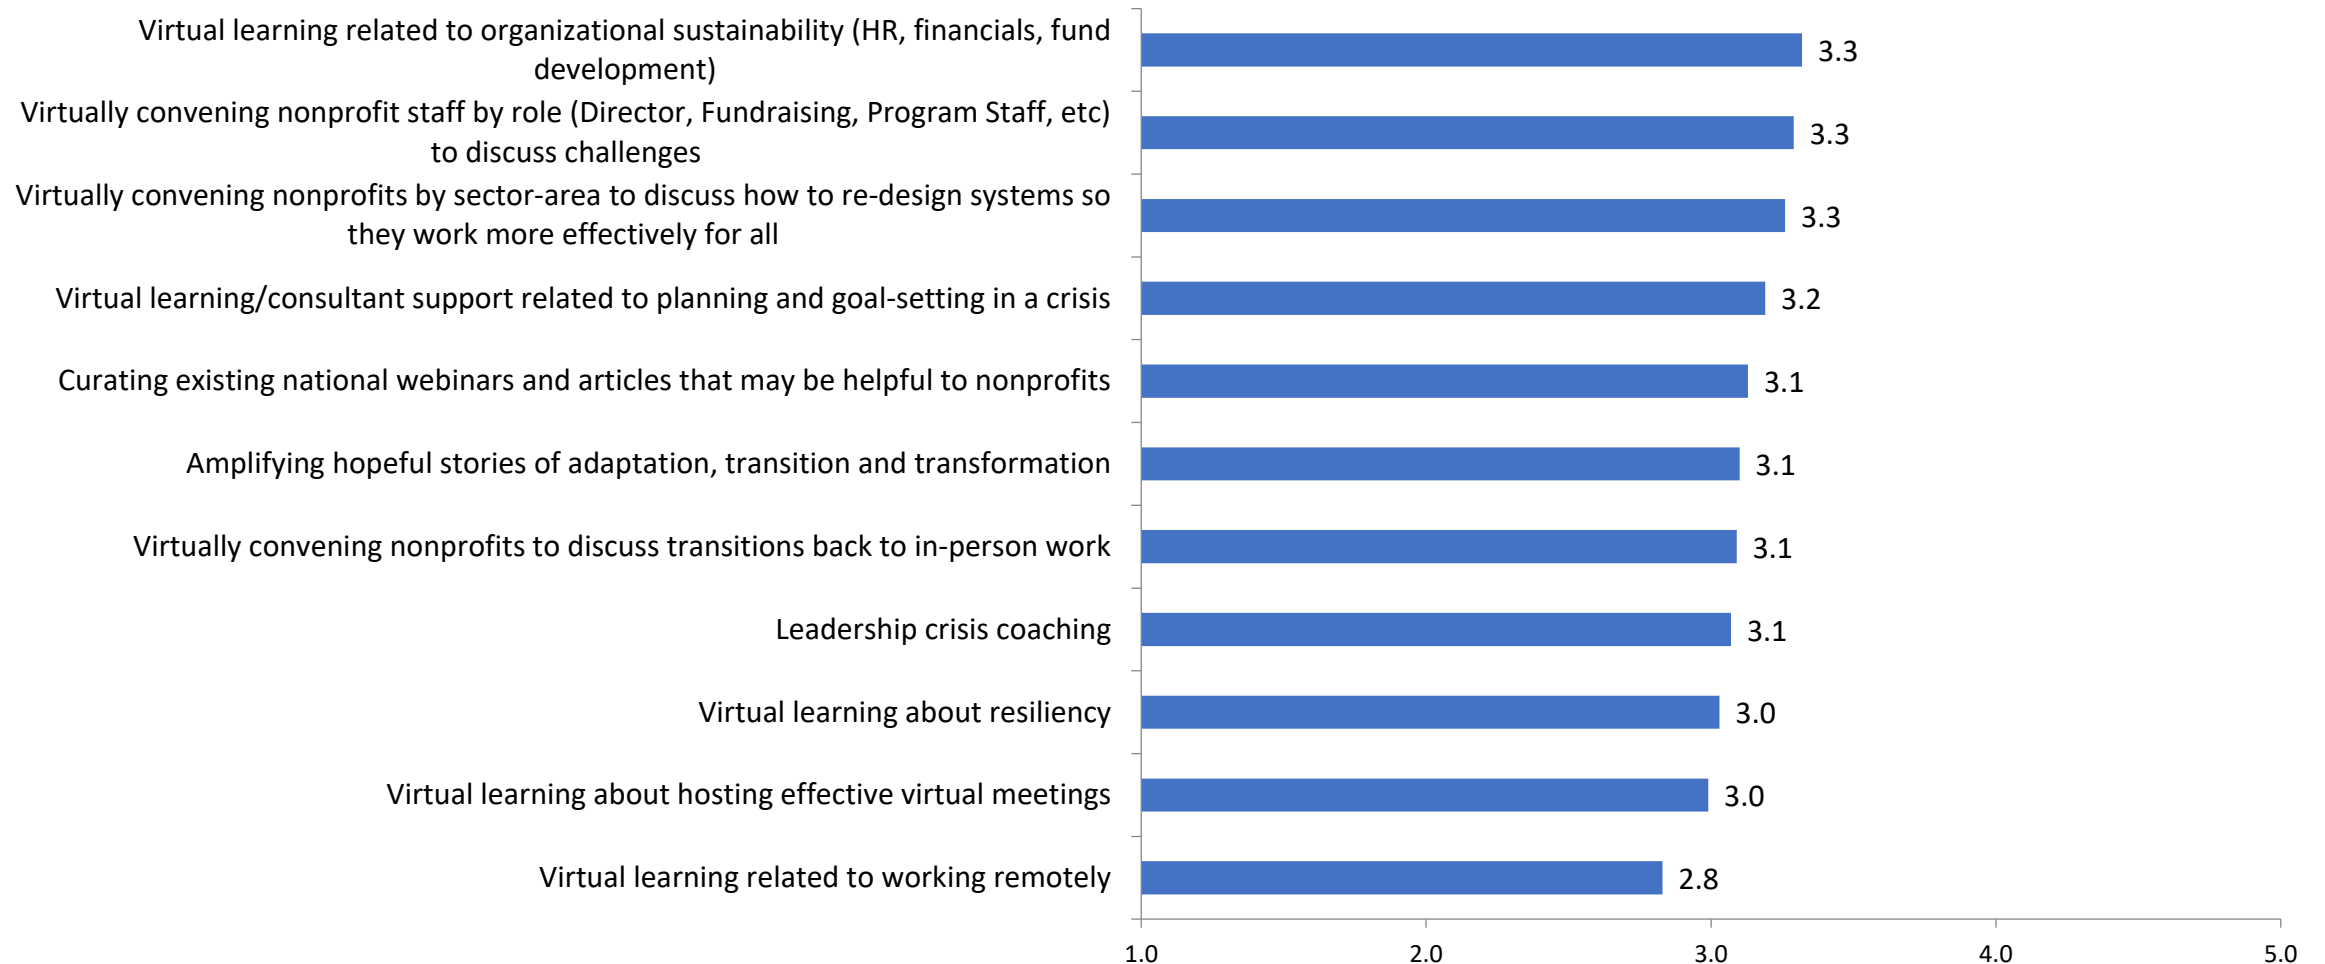 Virtual learning related to organizational sustainability (HR, financials, fund
development)
3.3
Virtually convening nonprofit staff by role (Director, Fundraising, Program Staff, etc)
to discuss challenges
3.3
Virtually convening nonprofits by sector-area to discuss how to re-design systems so
they work more effectively for all
3.3
Virtual learning/consultant support related to planning and goal-setting in a crisis
3.2
Curating existing national webinars and articles that may be helpful to nonprofits
3.1
Amplifying hopeful stories of adaptation, transition and transformation
3.1
Virtually convening nonprofits to discuss transitions back to in-person work
3.1
Leadership crisis coaching
3.1
Virtual learning about resiliency
3.0
Virtual learning about hosting effective virtual meetings
3.0
Virtual learning related to working remotely
2.8
1.0 2.0 3.0 4.0 5.0